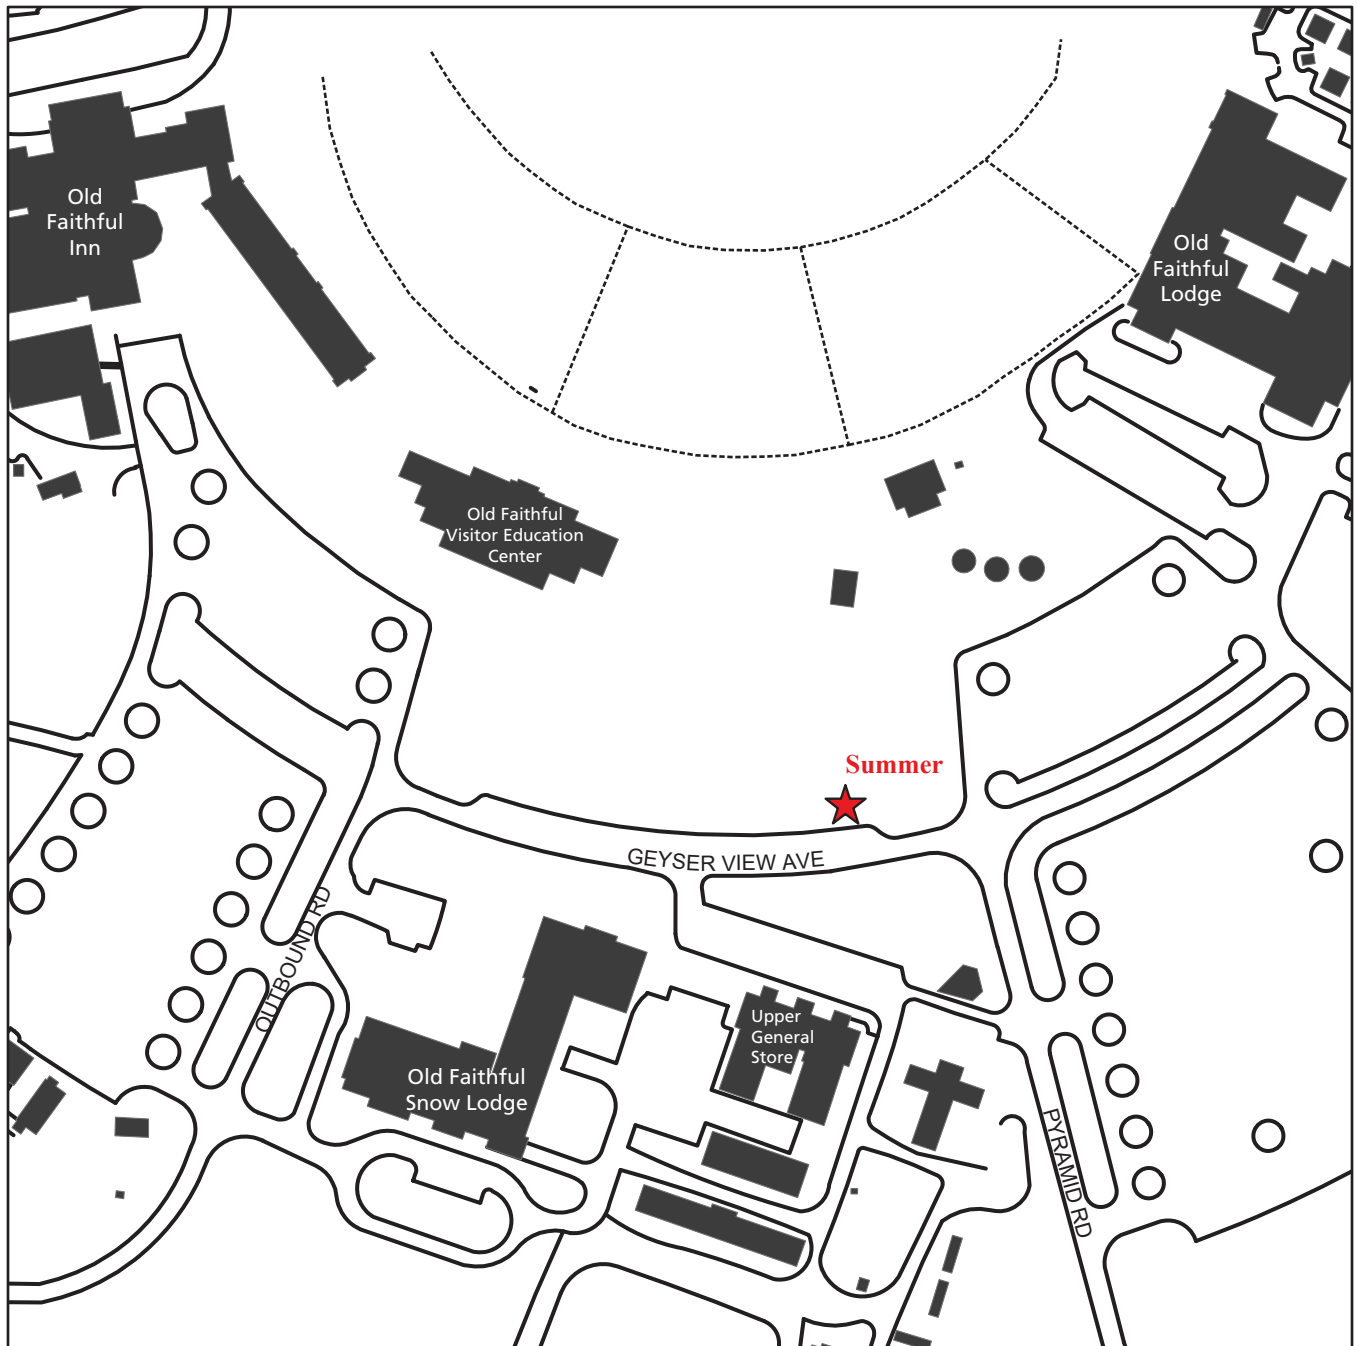 Old
Faithful
Inn
Old
Faithful
Lodge
Old Faithful
Visitor Education
Center
Summer
GEYSER VIEW AVE
OUTBOUND RD
Upper
General
Store
Old Faithful
Snow Lodge
PYRAMID RD